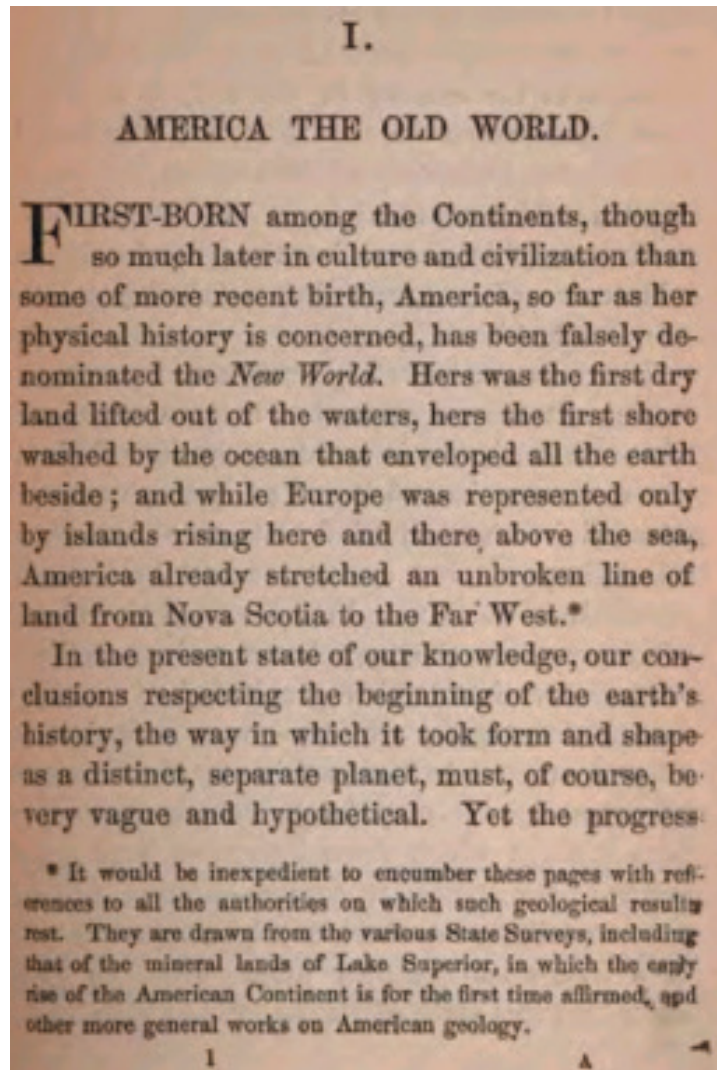 I.
AMERICA THE OLD WORLD.
FIRST-BORN among the Continents, though
so much later in culture and civilization than
some of more recent birth, America, so far as her
physical history is concerned, has been falsely de-
nominated the New World. Hers was the first dry
land lifted out of the waters, hers the first shore
washed by the ocean that enveloped all the earth
beside; and while Europe was represented only
by islands rising here and there above the sea,
America already stretched an unbroken line of
land from Nova Scotia to the Far West.*
In the present state of our knowledge, our con-
clusions respecting the beginning of the earth's
history, the way in which it took form and shape
as a distinct, separate planet, must, of course, be
very vague and hypothetical. Yet the progress
* It would be inexpedient to encumber these pages with ref-
erences to all the authorities on which such geological results
rest. They are drawn from the various State Surveys, including
that of the mineral lands of Lake Superior, in which the early
rise of the American Continent is for the first time affirmed, and
other more general works on American geology.
1 A